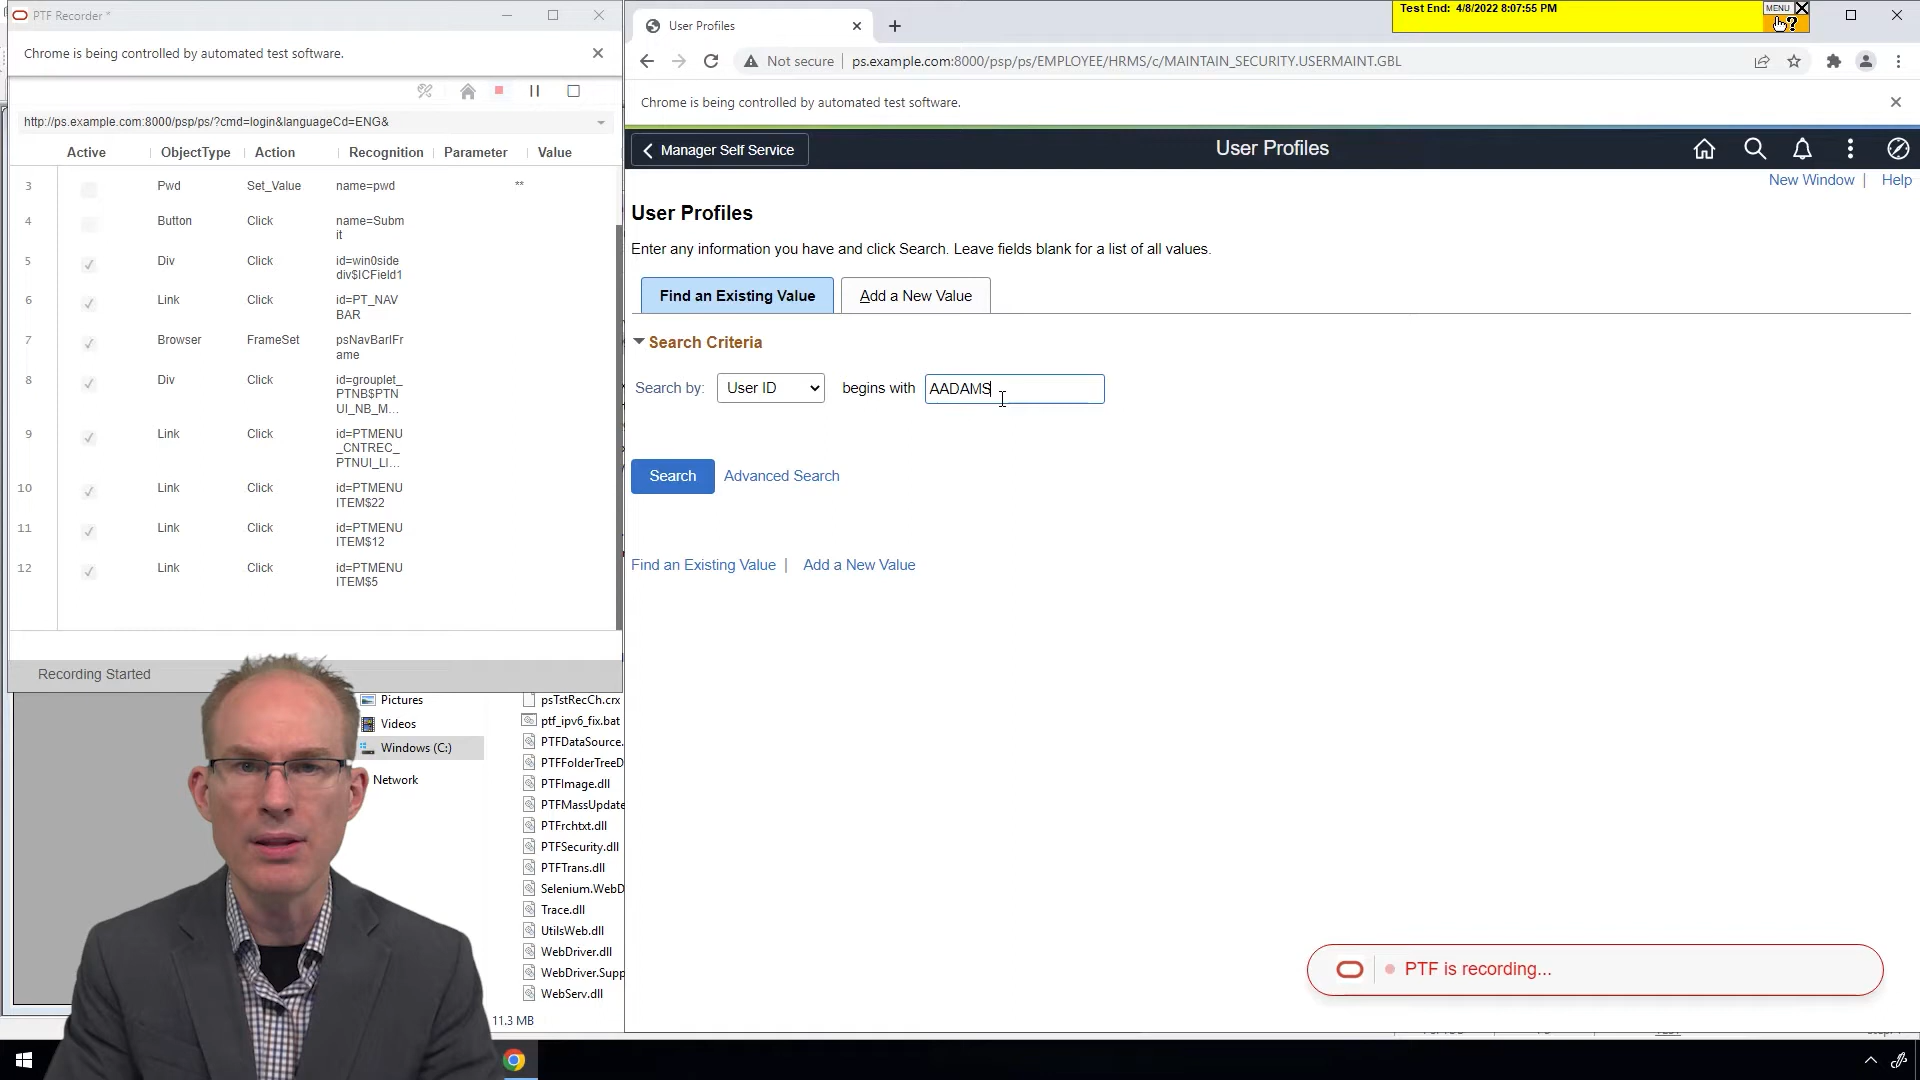 PTF Recorder *
Chrome is being controlled by automated test software.
http://ps.example.com:8000/psp/ps/?cmd=login&languageCd=ENG&
Active ObjectType Action Recognition Parameter Value
3 Pwd Set_Value name=pwd **
4 Button Click name=Subm
it
5 Div Click id=win0side
div$ICField1
6 Link Click id=PT_NAV
BAR
7 Browser FrameSet psNavBarIFr
ame
8 Div Click id=grouplet_
PTNB$PTN
UI_NB_M...
9 Link Click id=PTMENU
_CNTREC_
PTNUI_LI...
10 Link Click id=PTMENU
ITEM$22
11 Link Click id=PTMENU
ITEM$12
12 Link Click id=PTMENU
ITEM$5
Recording Started
Pictures
Videos
Windows (C:)
Network
psTstRecCh.crx
ptf_ipv6_fix.bat
PTFDataSource.
PTFFolderTreeD
PTFImage.dll
PTFMassUpdate
PTFrchtxt.dll
PTFSecurity.dll
PTFTrans.dll
Selenium.WebD
Trace.dll
UtilsWeb.dll
WebDriver.dll
WebDriver.Supp
WebServ.dll
11.3 MB
User Profiles
Test End: 4/8/2022 8:07:55 PM
MENU
?
Not secure ps.example.com:8000/psp/ps/EMPLOYEE/HRMS/c/MAINTAIN_SECURITY.USERMAINT.GBL
Chrome is being controlled by automated test software.
Manager Self Service
User Profiles
New Window | Help
User Profiles
Enter any information you have and click Search. Leave fields blank for a list of all values.
Find an Existing Value
Add a New Value
Search Criteria
Search by: User ID begins with AADAMS
Search Advanced Search
Find an Existing Value | Add a New Value
PTF is recording...